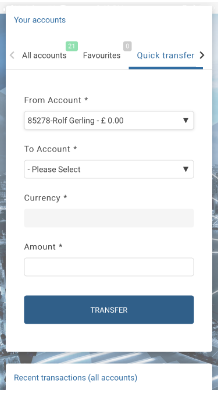 Your accounts
21
0
All accounts Favourites Quick transfer
From Account *
85278-Rolf Gerling - £ 0.00
To Account *
- Please Select
Currency *
Amount *
TRANSFER
Recent transactions (all accounts)